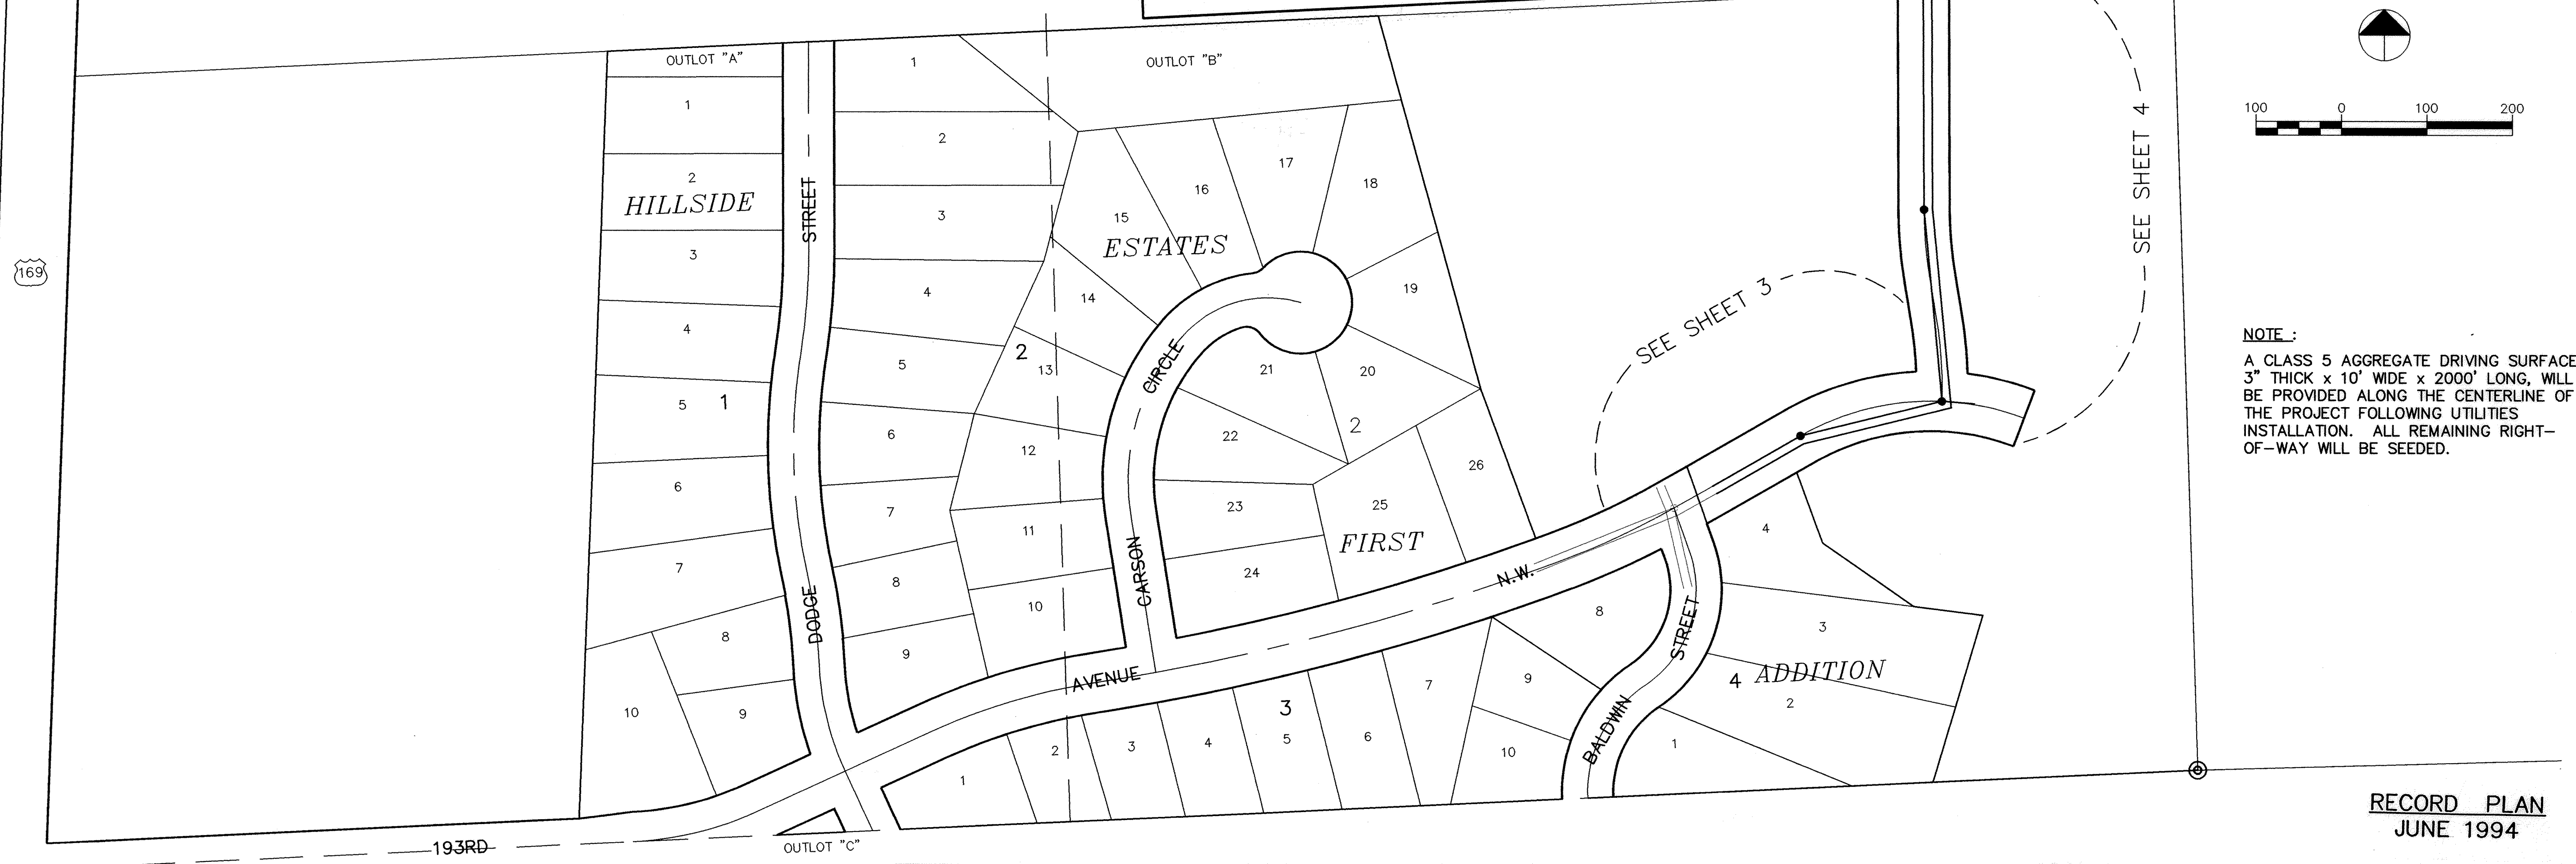 OUTLOT "A"
1
2
HILLSIDE
3
4
5 1
6
7
8
10
9
169
STREET
DODGE
1
2
3
4
5
6
7
8
9
OUTLOT "B"
15
16
17
18
ESTATES
14
19
2
13
CIRCLE
21
20
12
22
2
26
11
23
25
CARSON
FIRST
10
24
N.W.
AVENUE
193RD
OUTLOT "C"
1
2
3
4
3
5
6
7
8
9
10
STREET
BALDWIN
4
3
4 ADDITION
2
1
SEE SHEET 3
SEE SHEET 4
100 0 100 200
NOTE :
A CLASS 5 AGGREGATE DRIVING SURFACE
3" THICK x 10' WIDE x 2000' LONG, WILL
BE PROVIDED ALONG THE CENTERLINE OF
THE PROJECT FOLLOWING UTILITIES
INSTALLATION. ALL REMAINING RIGHT–
OF–WAY WILL BE SEEDED.
RECORD PLAN
JUNE 1994